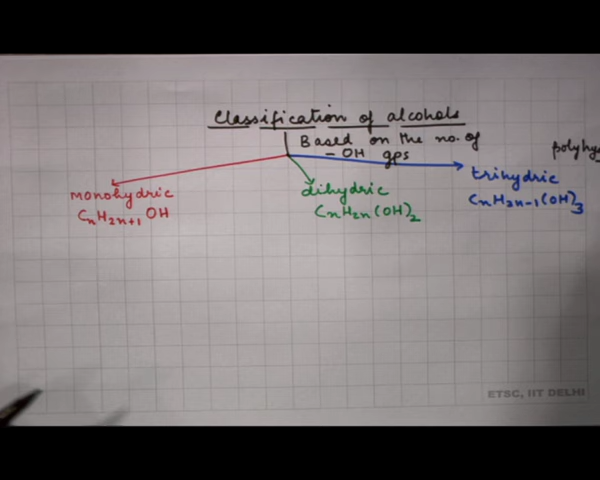 Classification of alcohols
Based on the no. of
- OH gps
monohydric
CnH2n+1 OH
dihydric
CnH2n(OH)2
trihydric
CnH2n-1(OH)3
polyhy
ETSC, IIT DELHI